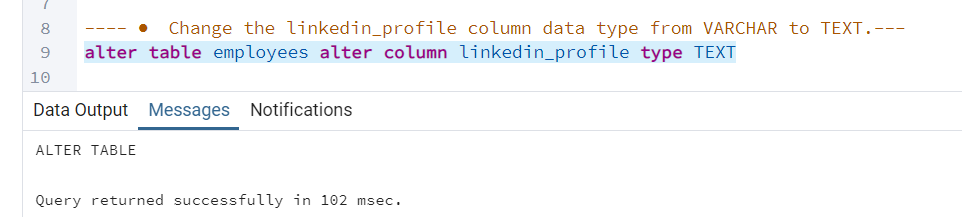 7
8 ---- ● Change the linkedin_profile column data type from VARCHAR to TEXT.---
9 alter table employees alter column linkedin_profile type TEXT
10
Data Output Messages Notifications
ALTER TABLE
Query returned successfully in 102 msec.